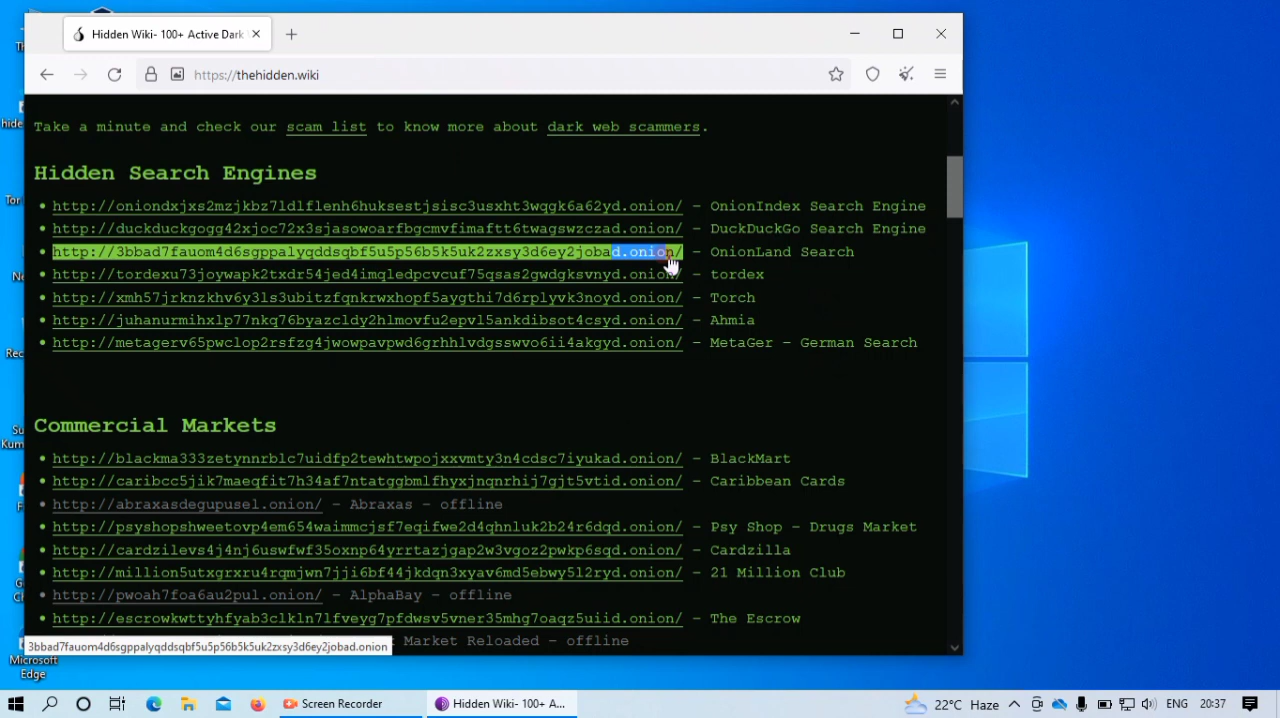 Hidden Wiki- 100+ Active Dark
https://thehidden.wiki
Take a minute and check our scam list to know more about dark web scammers.
Hidden Search Engines
http://oniondxjxs2mzjkbz7ldlflenh6huksestjsisc3usxht3wqgk6a62yd.onion/ – OnionIndex Search Engine
http://duckduckgogg42xjoc72x3sjasowoarfbgcmvfimaftt6twagswzczad.onion/ – DuckDuckGo Search Engine
http://3bbad7fauom4d6sgppalyqddsqbf5u5p56b5k5uk2zxsy3d6ey2jobad.onion/ – OnionLand Search
http://tordexu73joywapk2txdr54jed4imqledpcvcuf75qsas2gwdgksvnyd.onion/ – tordex
http://xmh57jrknzkhv6y3ls3ubitzfqnkrwxhopf5aygthi7d6rplyvk3noyd.onion/ – Torch
http://juhanurmihxlp77nkq76byazcldy2hlmovfu2epvl5ankdibsot4csyd.onion/ – Ahmia
http://metagerv65pwclop2rsfzg4jwowpavpwd6grhhlvdgsswvo6ii4akgyd.onion/ – MetaGer – German Search
Commercial Markets
http://blackma333zetynnrblc7uidfp2tewhtwpojxxvmty3n4cdsc7iyukad.onion/ – BlackMart
http://caribcc5jik7maeqfit7h34af7ntatggbmlfhyxjnqnrhij7gjt5vtid.onion/ – Caribbean Cards
http://abraxasdegupusel.onion/ – Abraxas – offline
http://psyshopshweetovp4em654waimmcjsf7eqifwe2d4qhnluk2b24r6dqd.onion/ – Psy Shop – Drugs Market
http://cardzilevs4j4nj6uswfwf35oxnp64yrrtazjgap2w3vgoz2pwkp6sqd.onion/ – Cardzilla
http://million5utxgrxru4rqmjwn7jji6bf44jkdqn3xyav6md5ebwy5l2ryd.onion/ – 21 Million Club
http://pwoah7foa6au2pul.onion/ – AlphaBay – offline
http://escrowkwttyhfyab3clkln7lfveyg7pfdwsv5vner35mhg7oaqz5uiid.onion/ – The Escrow
Market Reloaded – offline
3bbad7fauom4d6sgppalyqddsqbf5u5p56b5k5uk2zxsy3d6ey2jobad.onion
Microsoft
Edge
Screen Recorder
Hidden Wiki- 100+ A...
22°C Haze
ENG
20:37